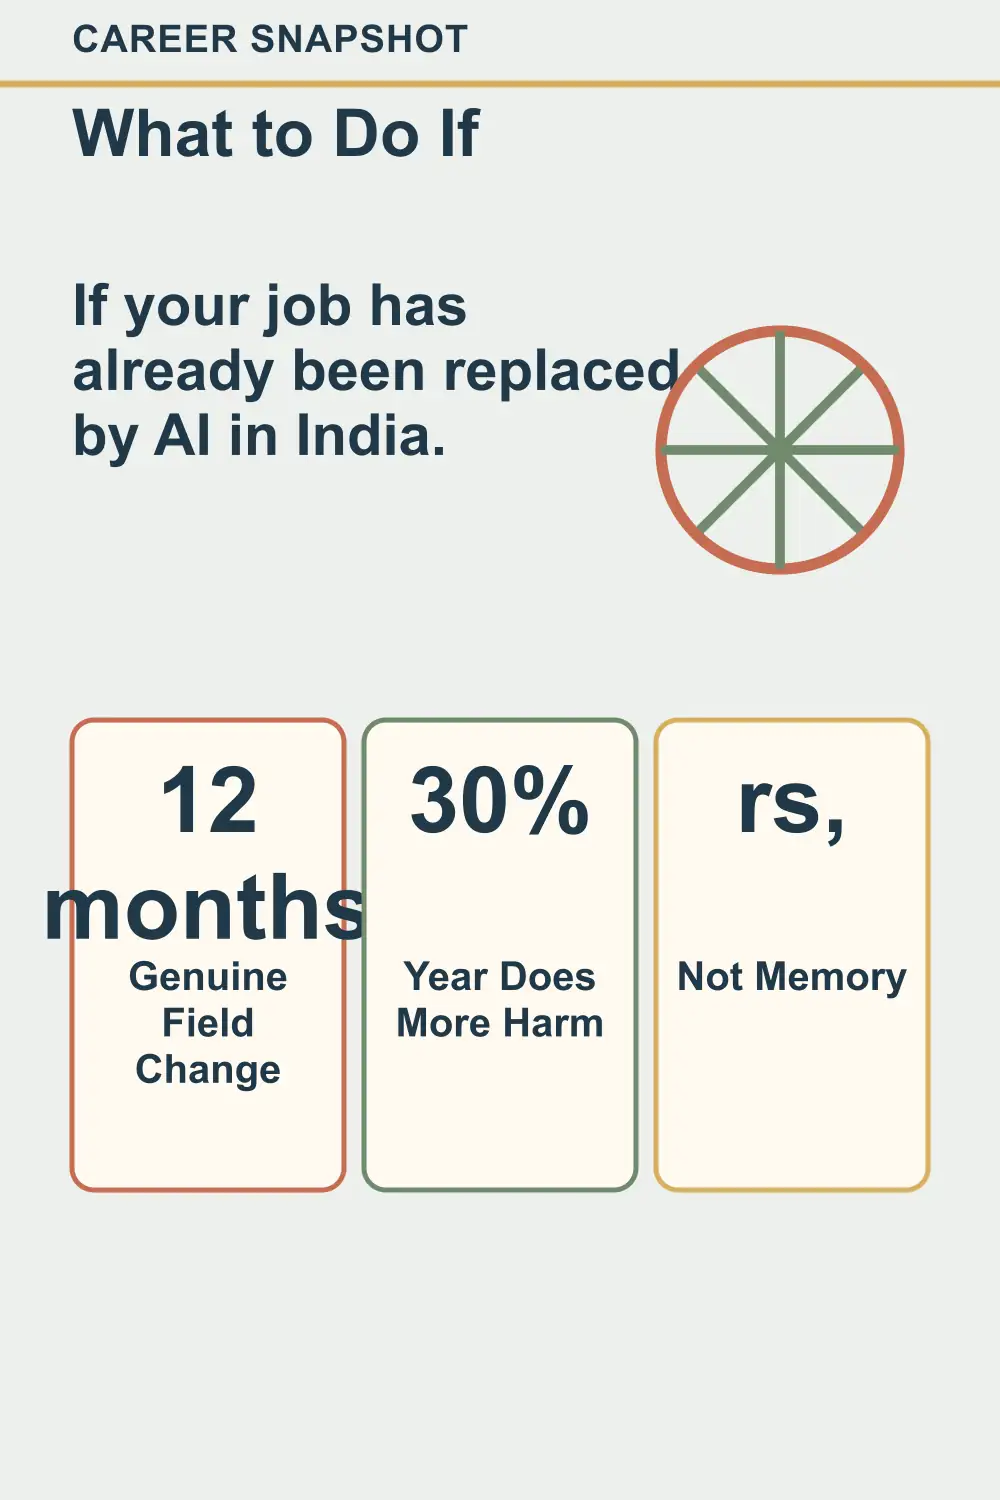 CAREER SNAPSHOT
What to Do If
If your job has
already been replaced
by AI in India.
12
months
Genuine
Field
Change
30%
Year Does
More Harm
rs,
Not Memory